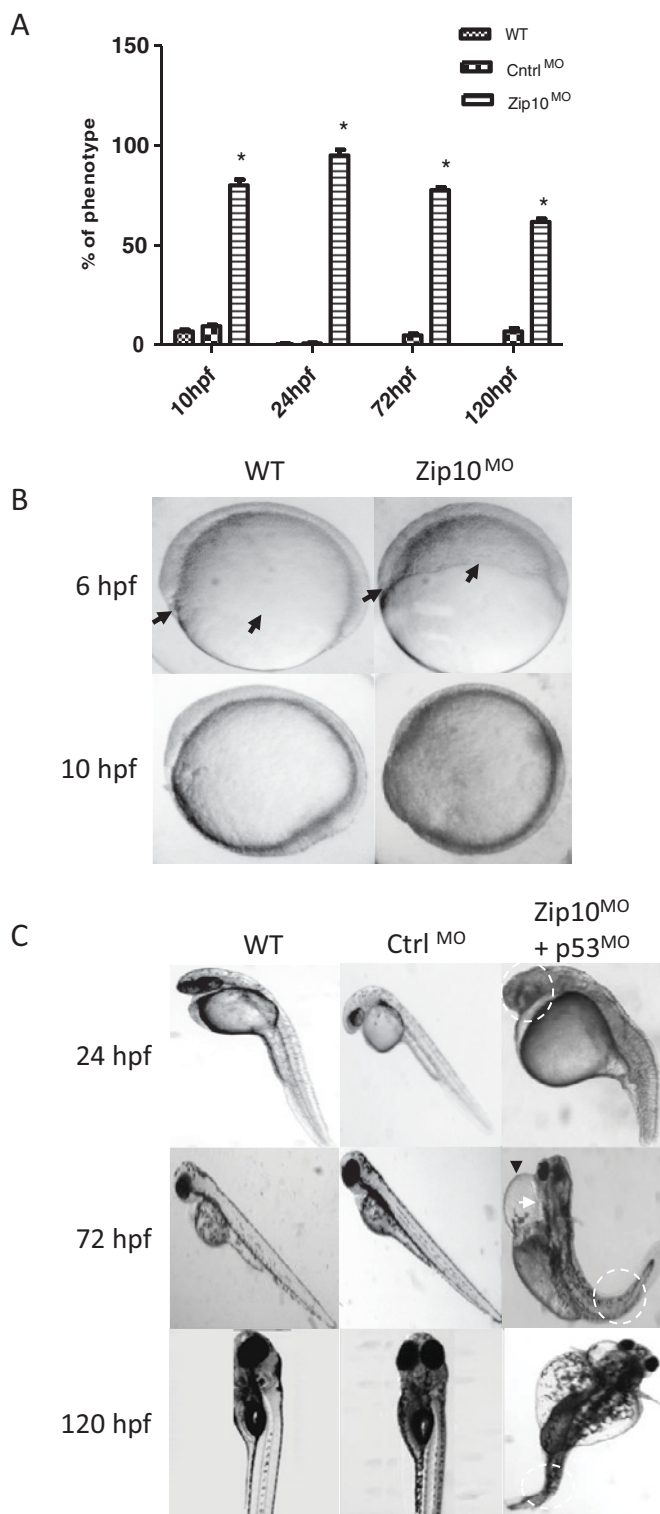 A
150
100
50
0
% of phenotype
WT
Cntrl MO
Zip10 MO
*
*
*
*
10hpf
24hpf
72hpf
120hpf
B
WT
Zip10 MO
6 hpf
10 hpf
C
WT
Ctrl MO
Zip10 MO
+ p53 MO
24 hpf
72 hpf
120 hpf